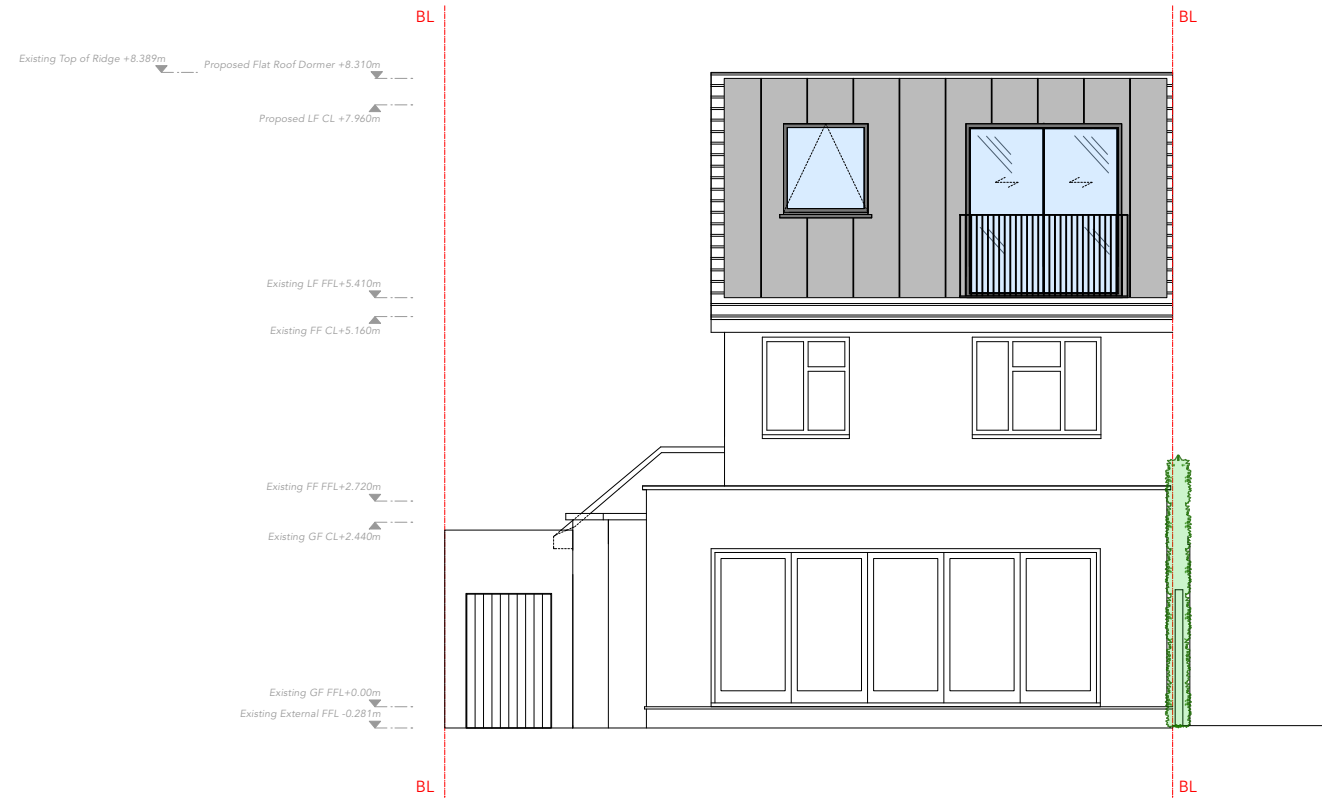 BL
BL
Existing Top of Ridge +8.389m
Proposed Flat Roof Dormer +8.310m
Proposed LF CL +7.960m
Existing LF FFL+5.410m
Existing FF CL+5.160m
Existing FF FFL+2.720m
Existing GF CL+2.440m
Existing GF FFL+0.00m
Existing External FFL -0.281m
BL
BL